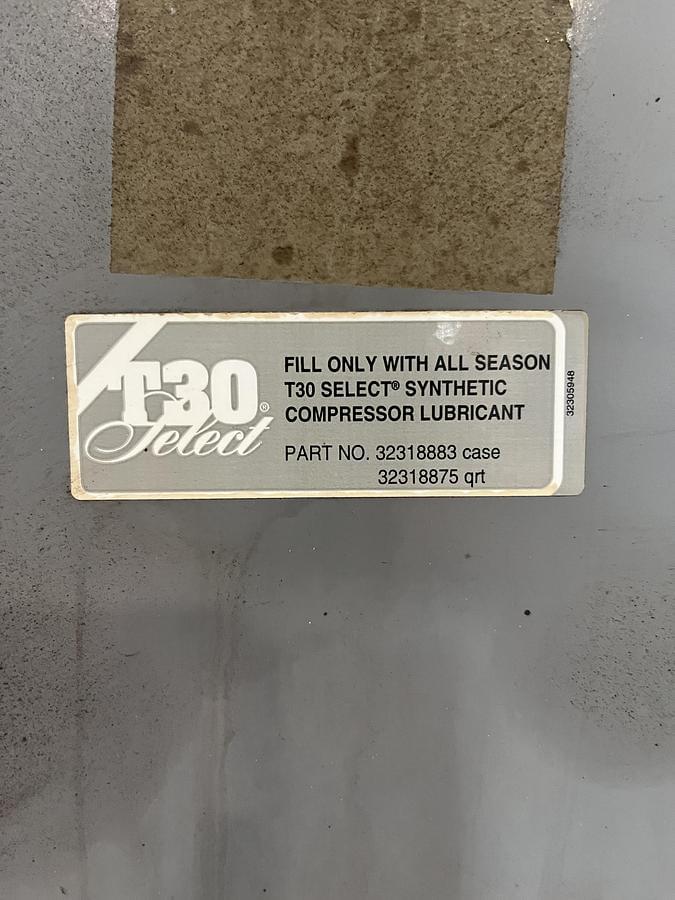 T30®
Select
FILL ONLY WITH ALL SEASON
T30 SELECT® SYNTHETIC
COMPRESSOR LUBRICANT
PART NO. 32318883 case
32318875 qrt
32305948